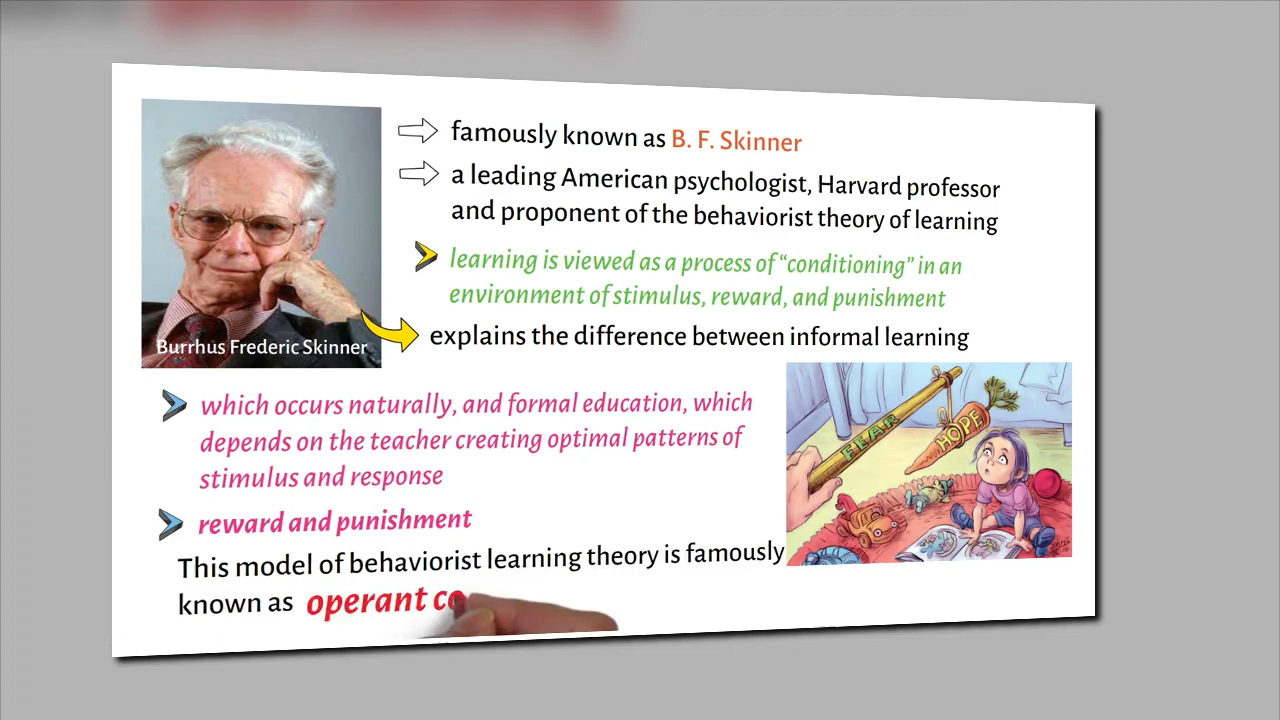 famously known as B. F. Skinner
a leading American psychologist, Harvard professor
and proponent of the behaviorist theory of learning
learning is viewed as a process of “conditioning” in an
environment of stimulus, reward, and punishment
Burrhus Frederic Skinner
explains the difference between informal learning
which occurs naturally, and formal education, which
depends on the teacher creating optimal patterns of
stimulus and response
reward and punishment
FEAR
HOPE
This model of behaviorist learning theory is famously
known as operant co